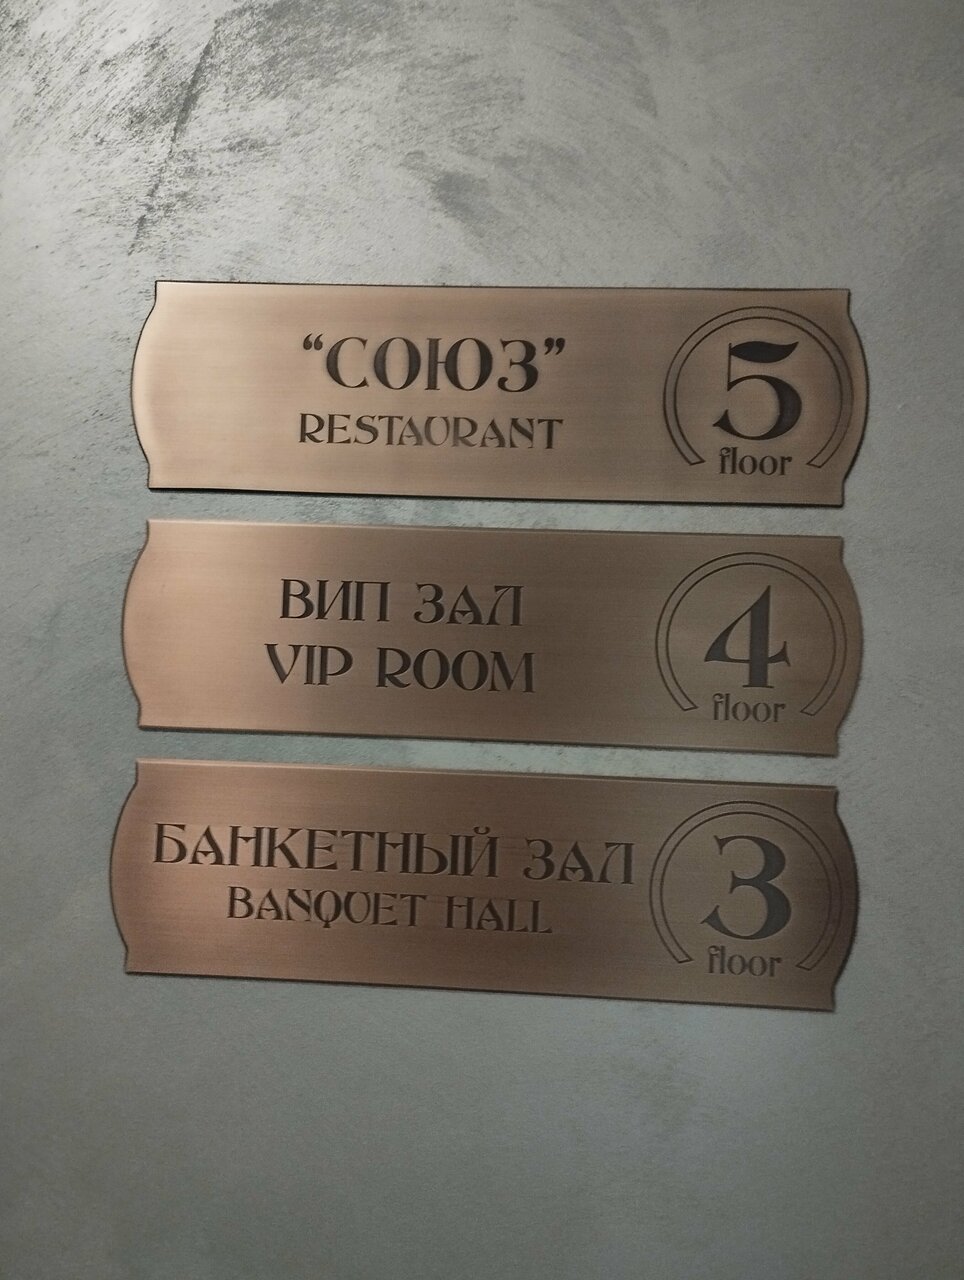 “СОЮЗ”
RESTAURANT
5
floor
ВИП ЗАЛ
VIP ROOM
4
floor
БАНКЕТНЫЙ ЗАЛ
BANQUET HALL
3
floor